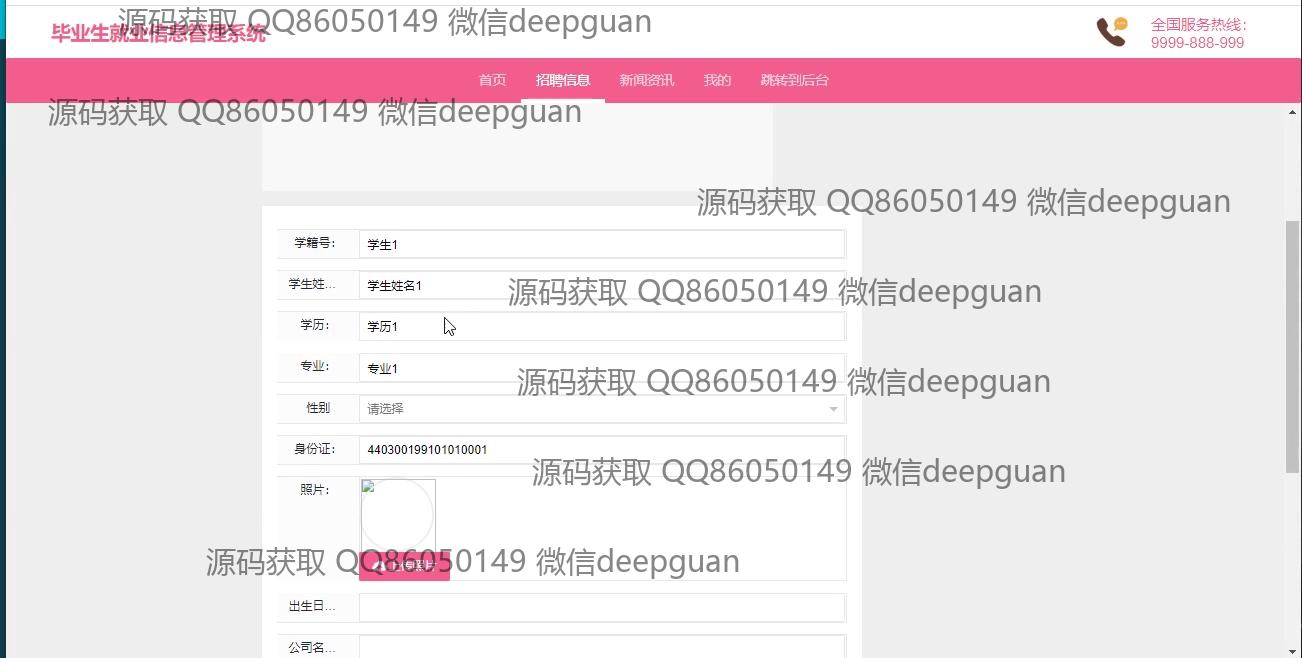 源码获取 QQ86050149 微信deepguan
毕业生就业信息管理系统
全国服务热线：
9999-888-999
首页 招聘信息 新闻资讯 我的 跳转到后台
源码获取 QQ86050149 微信deepguan
源码获取 QQ86050149 微信deepguan
学籍号： 学生1
学生姓... 学生姓名1
源码获取 QQ86050149 微信deepguan
学历： 学历1
专业： 专业1
源码获取 QQ86050149 微信deepguan
性别 请选择
身份证： 440300199101010001
源码获取 QQ86050149 微信deepguan
照片：
源码获取 QQ86050149 微信deepguan
上传照片
出生日...
公司名...